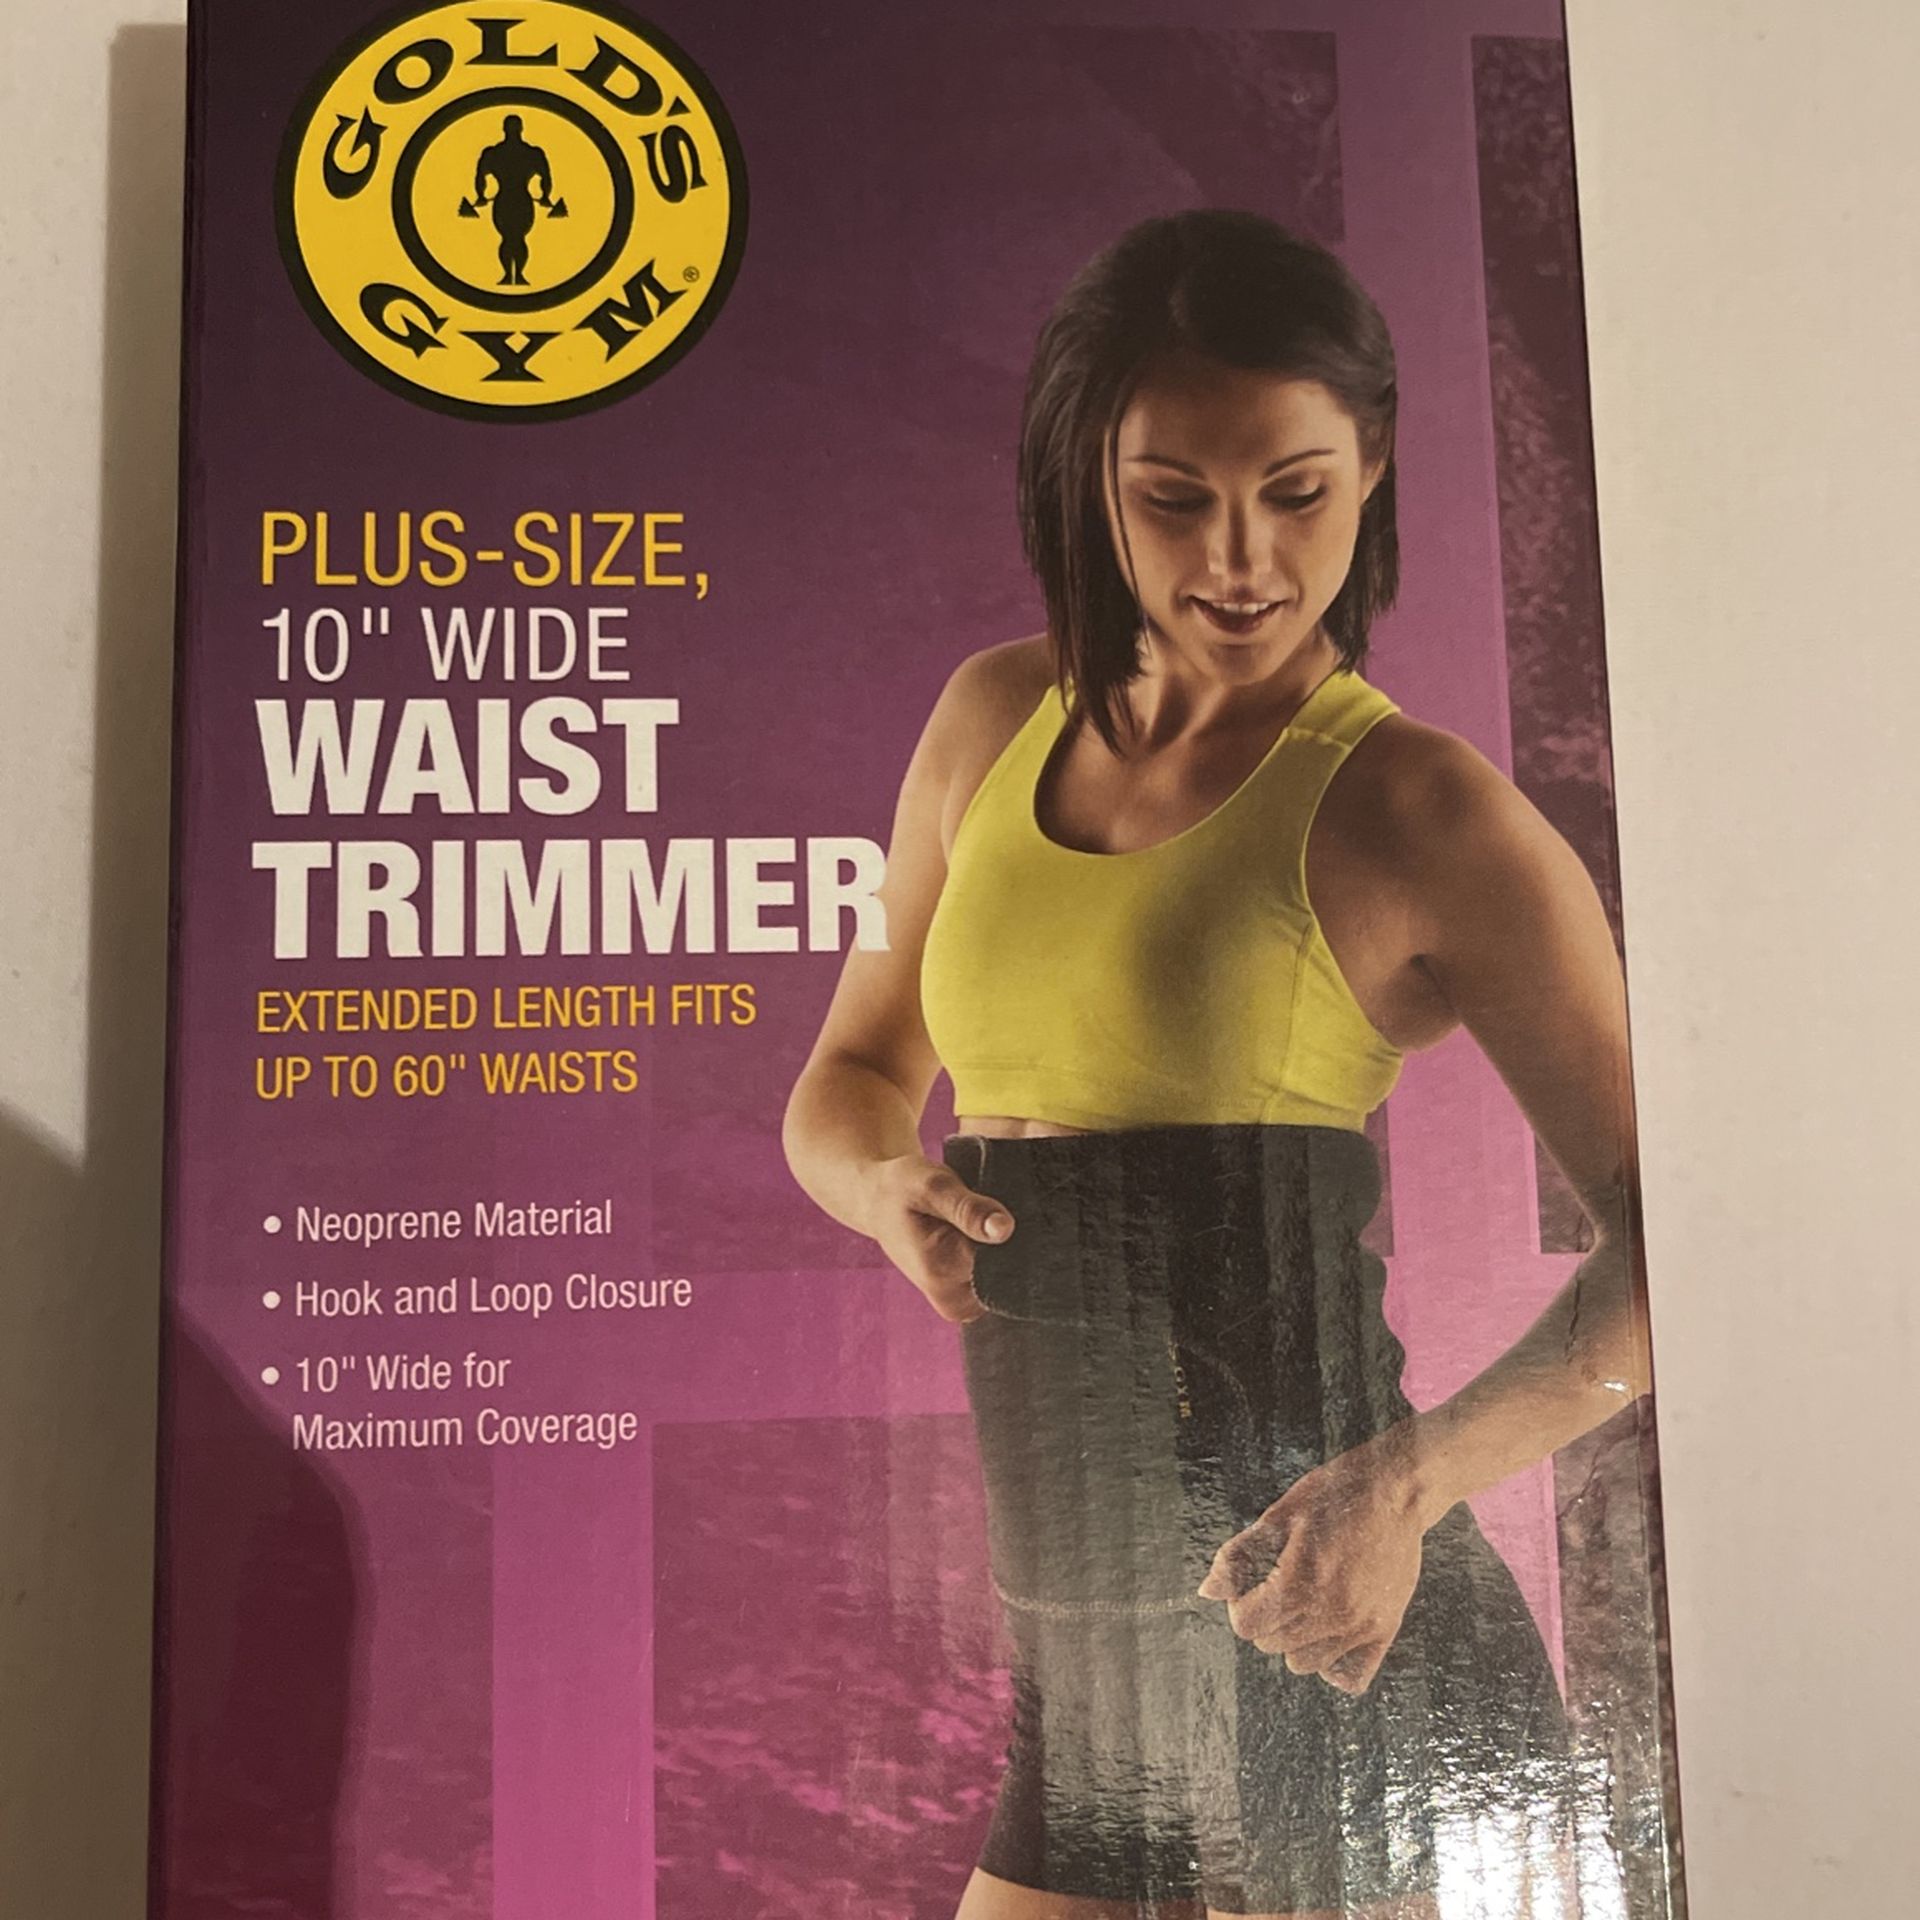 GOLD'S
GYM®
PLUS-SIZE,
10" WIDE
WAIST
TRIMMER
EXTENDED LENGTH FITS
UP TO 60" WAISTS
• Neoprene Material
• Hook and Loop Closure
• 10" Wide for
Maximum Coverage